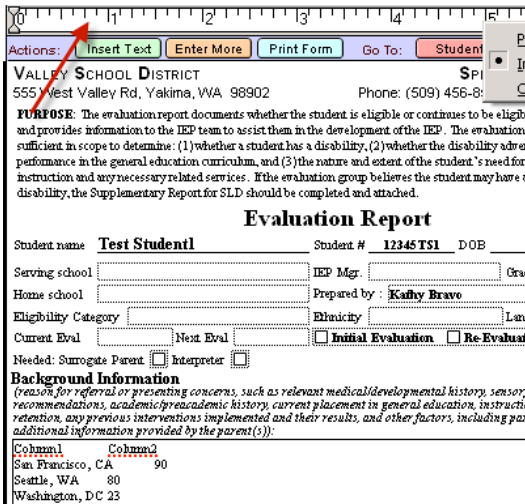 1 2 3 4 5
Actions: Insert Text Enter More Print Form Go To: Student
VALLEY SCHOOL DISTRICT
555 West Valley Rd, Yakima, WA 98902 Phone: (509) 456-8
PURPOSE: The evaluation report documents whether the student is eligible or continues to be
and provides information to the IEP team to assist them in the development of the IEP. The evaluation
sufficient in scope to determine: (1) whether a student has a disability, (2) whether the disability
performance in the general education curriculum, and (3) the nature and extent of the student's need for
instruction and any necessary related services. If the evaluation group believes the student may have a
disability, the Supplementary Report for SLD should be completed and attached.
Evaluation Report
Student name Test Student1 Student # 12345TS1 DOB
Serving school IEP Mgr.
Home school Prepared by : Kathy Bravo
Eligibility Category Ethnicity
Current Eval Next Eval Initial Evaluation
Needed: Surrogate Parent Interpreter
Background Information
(reason for referral or presenting concerns, such as relevant medical/developmental history, sensory
recommendations, academic/preacademic history, current placement in general education,
retention, any previous interventions implemented and their results, and other factors, including
additional information provided by the parent(s)):
Column1 Column2
San Francisco, CA 90
Seattle, WA 80
Washington, DC 23